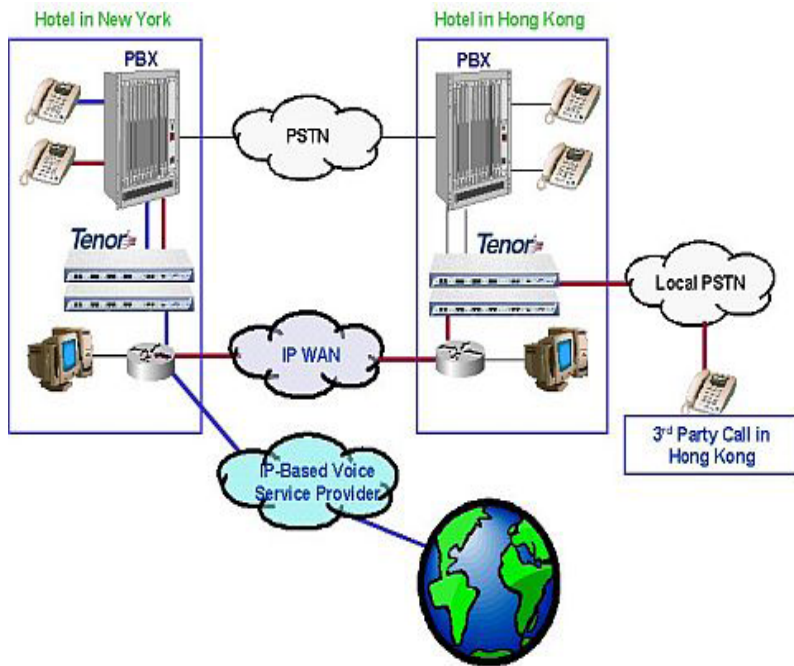 Hotel in New York
Hotel in Hong Kong
PBX
PBX
PSTN
Tenor
Tenor
Local PSTN
IP WAN
3rd Party Call in
Hong Kong
IP-Based Voice
Service Provider